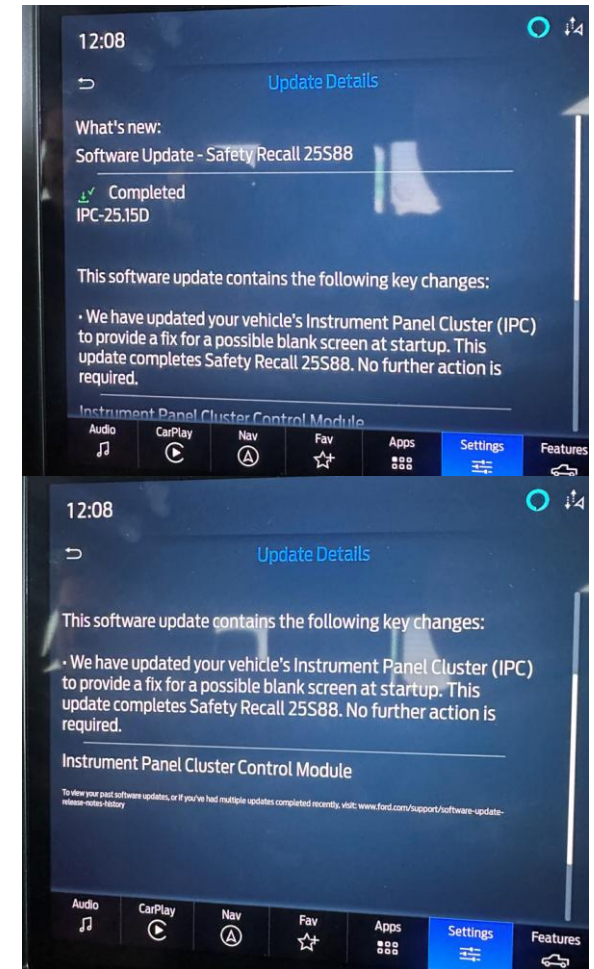 12:08
Update Details
What's new:
Software Update - Safety Recall 25S88
Completed
IPC-25.15D
This software update contains the following key changes:
· We have updated your vehicle's Instrument Panel Cluster (IPC)
to provide a fix for a possible blank screen at startup. This
update completes Safety Recall 25S88. No further action is
required.
Instrument Panel Cluster Control Module
Audio CarPlay Nav Fav Apps Settings Features
12:08
Update Details
This software update contains the following key changes:
· We have updated your vehicle's Instrument Panel Cluster (IPC)
to provide a fix for a possible blank screen at startup. This
update completes Safety Recall 25S88. No further action is
required.
Instrument Panel Cluster Control Module
To view your past software updates, or if you've had multiple updates completed recently, visit: www.ford.com/support/software-update-
release-notes-history
Audio CarPlay Nav Fav Apps Settings Features